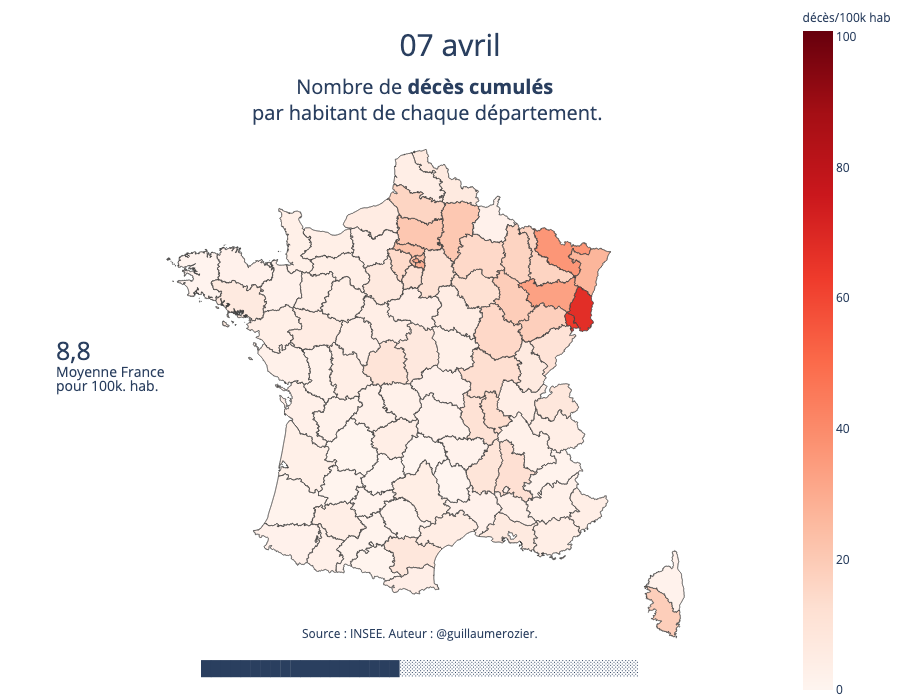 07 avril
Nombre de décès cumulés
par habitant de chaque département.
décès/100k hab
100
80
60
40
20
0
8,8
Moyenne France
pour 100k. hab.
Source : INSEE. Auteur : @guillaumerozier.